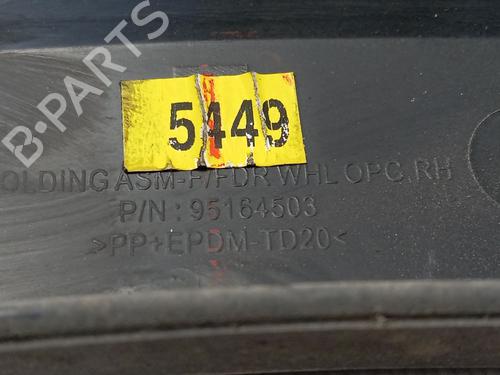 B-PARTS
5449
OLDING ASM-F/FDR WHL OPG.RH
P/N : 95164503
>PP+EPDM-TD20<